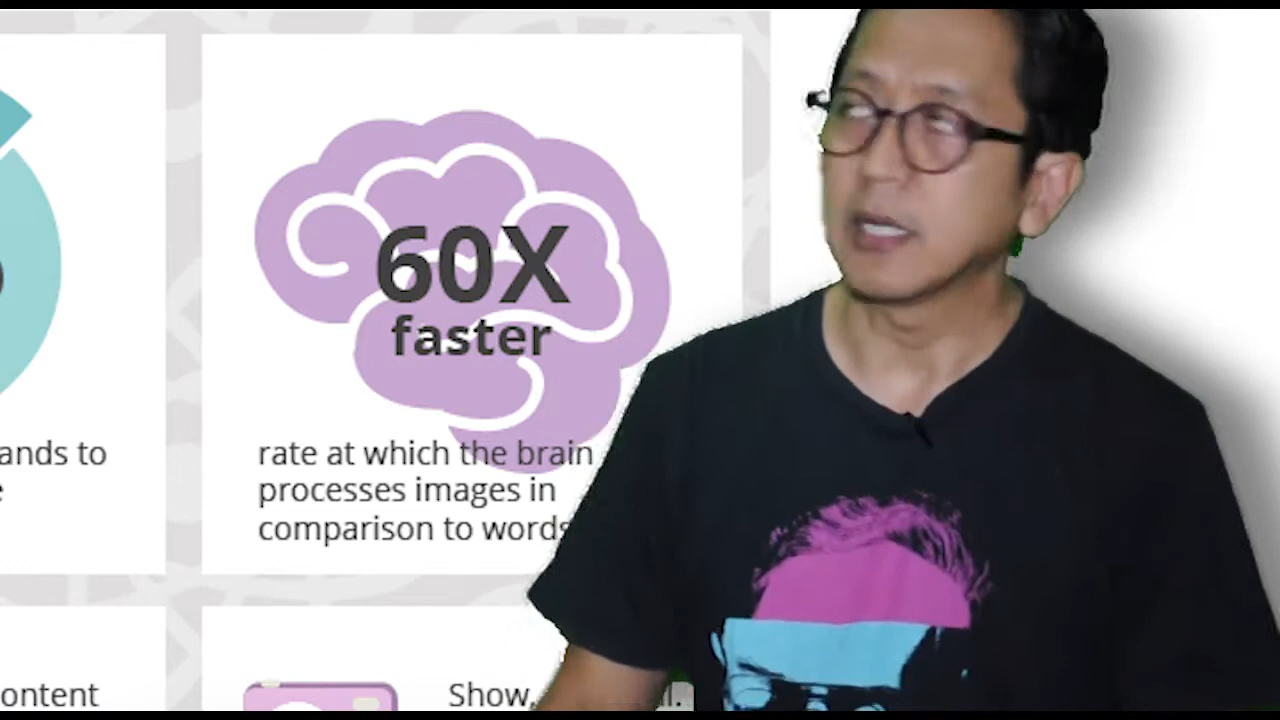 60X
faster
ands to
rate at which the brain
processes images in
comparison to words
ontent
Show,